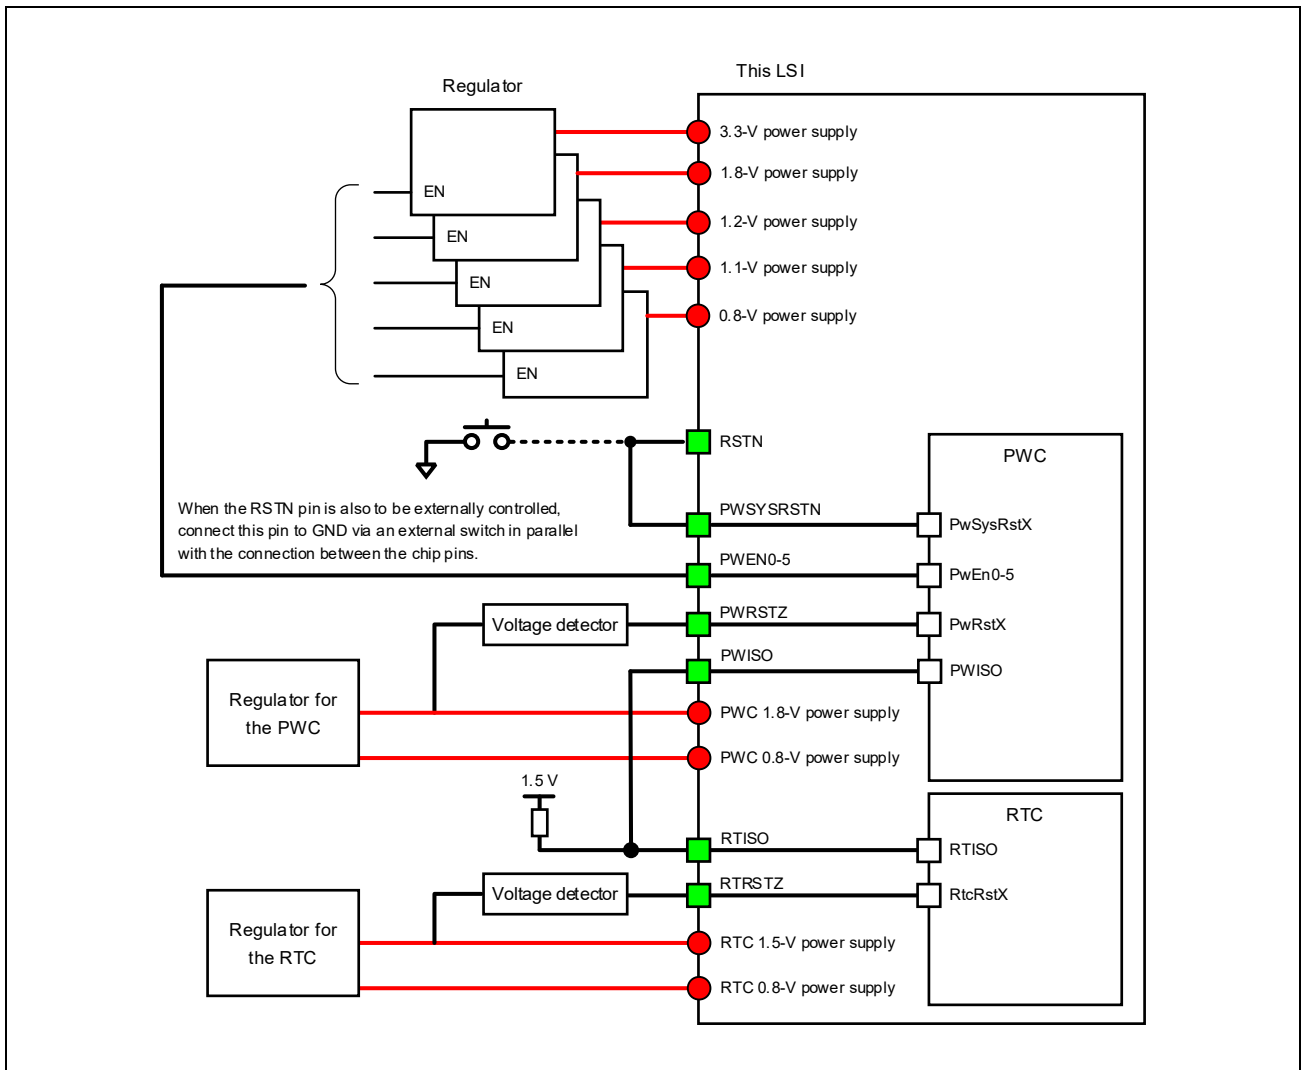 This LSI
Regulator
3.3-V power supply
1.8-V power supply
EN
1.2-V power supply
EN
1.1-V power supply
EN
0.8-V power supply
EN
EN
RSTN
PWC
When the RSTN pin is also to be externally controlled,
connect this pin to GND via an external switch in parallel
with the connection between the chip pins.
PWSYSRSTN
PwSysRstX
PWEN0-5
PwEn0-5
Voltage detector
PWRSTZ
PwRstX
PWISO
PWISO
Regulator for
the PWC
PWC 1.8-V power supply
PWC 0.8-V power supply
1.5 V
RTC
RTISO
RTISO
Voltage detector
RTRSTZ
RtcRstX
Regulator for
the RTC
RTC 1.5-V power supply
RTC 0.8-V power supply